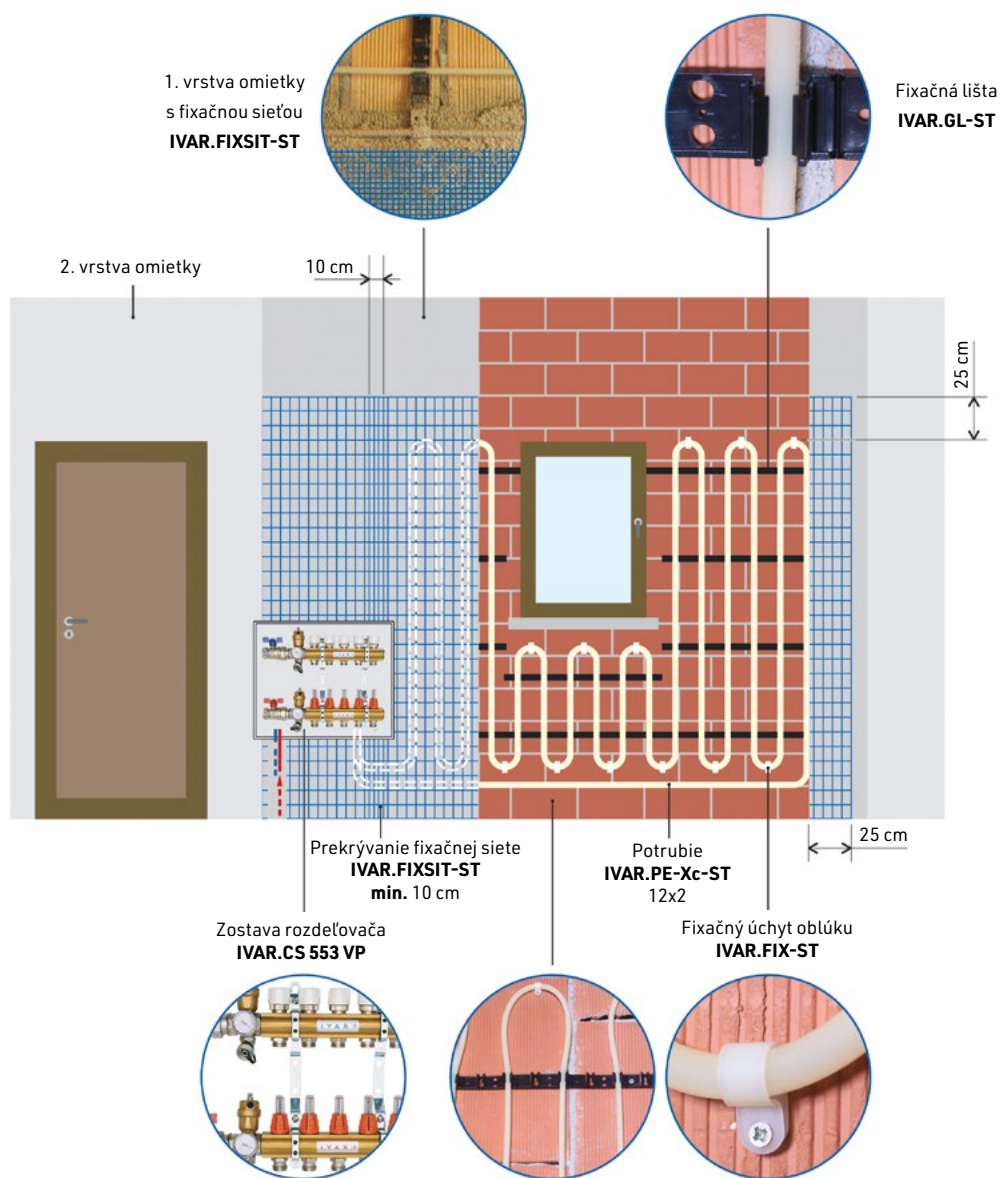 1. vrstva omietky
s fixačnou sieťou
IVAR.FIXSIT-ST
Fixačná lišta
IVAR.GL-ST
2. vrstva omietky
10 cm
25 cm
25 cm
Prekrývanie fixačnej siete
IVAR.FIXSIT-ST
min. 10 cm
Potrubie
IVAR.PE-Xc-ST
12x2
Zostava rozdeľovača
IVAR.CS 553 VP
Fixačný úchyt oblúku
IVAR.FIX-ST
IVAR
IVAR